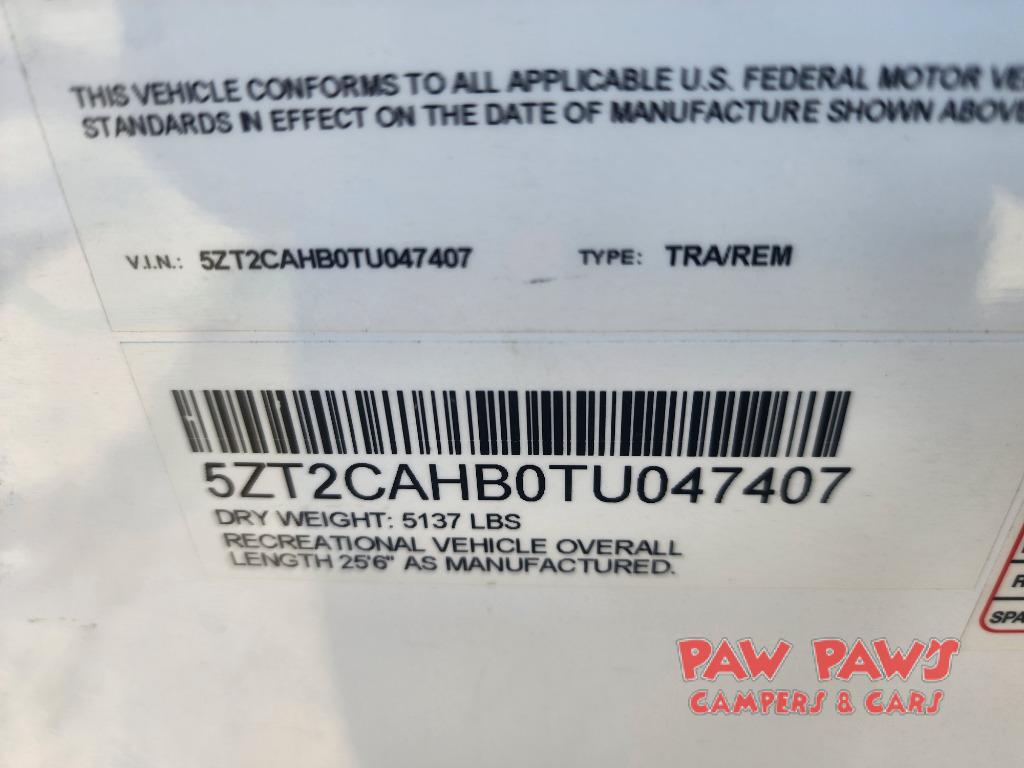 THIS VEHICLE CONFORMS TO ALL APPLICABLE U.S. FEDERAL MOTOR
STANDARDS IN EFFECT ON THE DATE OF MANUFACTURE SHOWN ABOVE
V.I.N.: 5ZT2CAHB0TU047407 TYPE: TRA/REM
5ZT2CAHB0TU047407
DRY WEIGHT: 5137 LBS
RECREATIONAL VEHICLE OVERALL
LENGTH 25'6" AS MANUFACTURED.
PAW PAW'S
CAMPERS & CARS